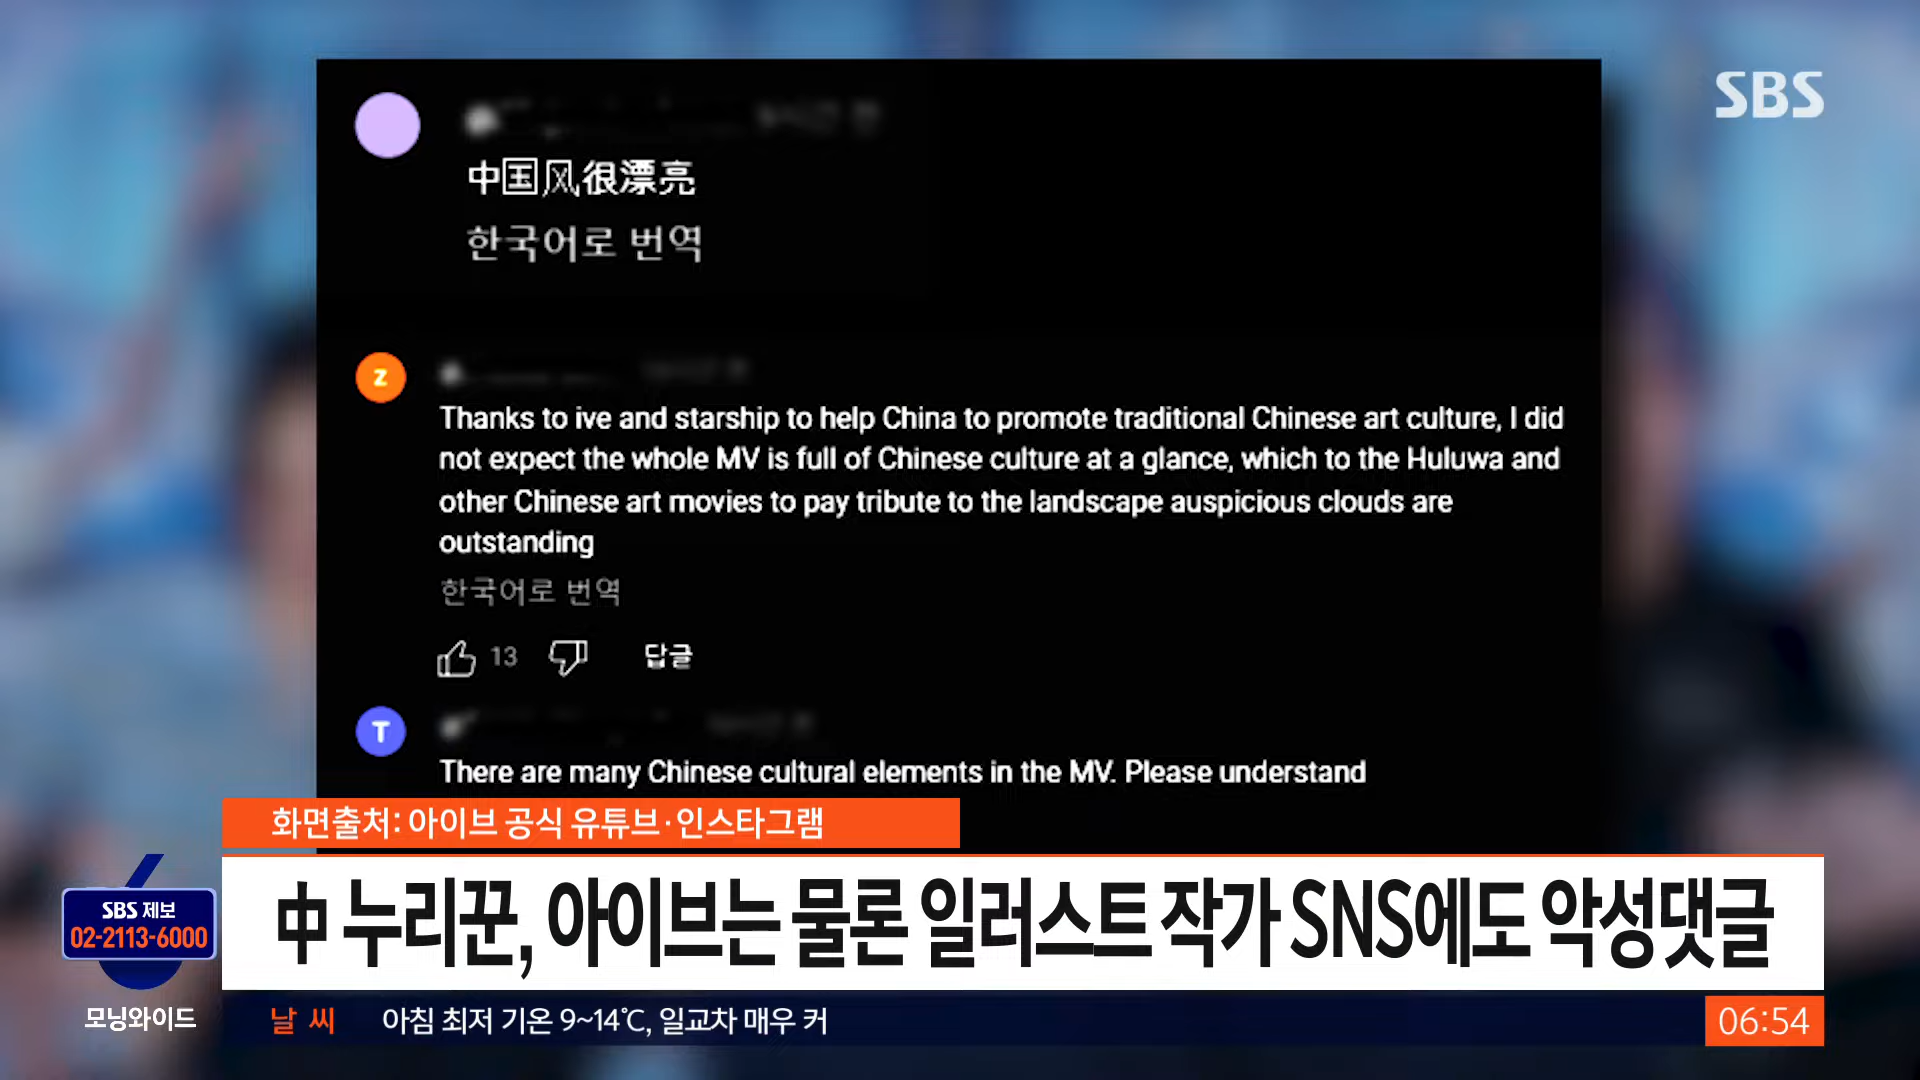 SBS
中国风很漂亮
한국어로 번역
Z
Thanks to ive and starship to help China to promote traditional Chinese art culture, I did
not expect the whole MV is full of Chinese culture at a glance, which to the Huluwa and
other Chinese art movies to pay tribute to the landscape auspicious clouds are
outstanding
한국어로 번역
13 답글
T
There are many Chinese cultural elements in the MV. Please understand
화면출처: 아이브 공식 유튜브·인스타그램
中 누리꾼, 아이브는 물론 일러스트 작가 SNS에도 악성댓글
SBS 제보
02-2113-6000
모닝와이드
날 씨 아침 최저 기온 9~14℃, 일교차 매우 커
06:54